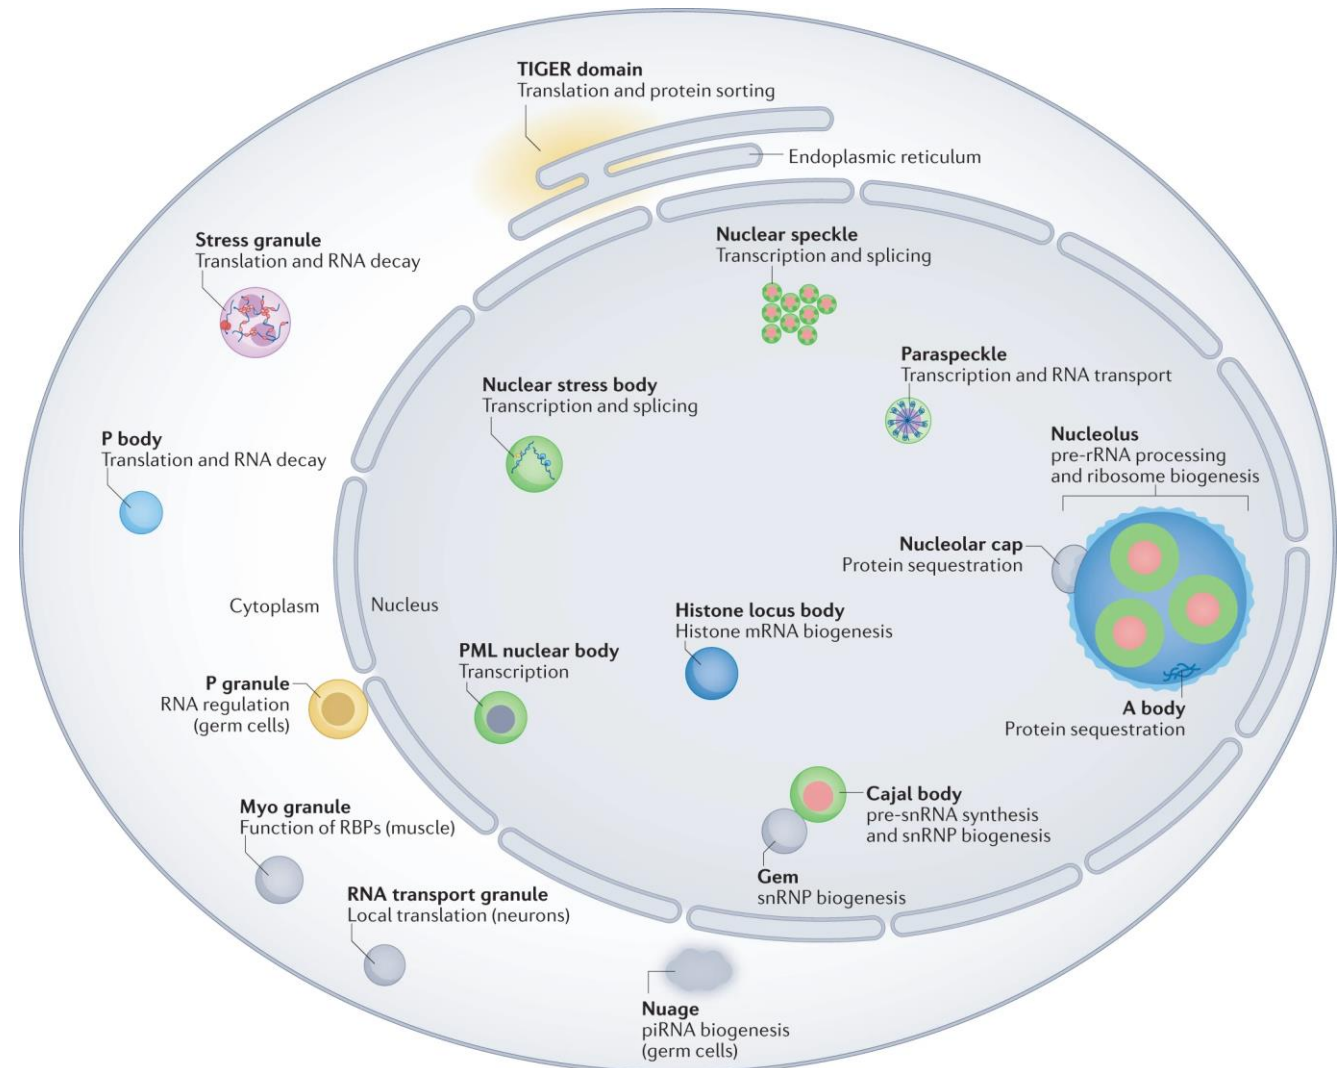 TIGER domain
Translation and protein sorting
Endoplasmic reticulum
Stress granule
Translation and RNA decay
Nuclear speckle
Transcription and splicing
Paraspeckle
Transcription and RNA transport
Nuclear stress body
Transcription and splicing
P body
Translation and RNA decay
Nucleolus
pre-rRNA processing
and ribosome biogenesis
Nucleolar cap
Protein sequestration
Cytoplasm
Nucleus
Histone locus body
Histone mRNA biogenesis
PML nuclear body
Transcription
P granule
RNA regulation
(germ cells)
A body
Protein sequestration
Myo granule
Function of RBPs (muscle)
Cajal body
pre-snRNA synthesis
and snRNP biogenesis
Gem
snRNP biogenesis
RNA transport granule
Local translation (neurons)
Nuage
piRNA biogenesis
(germ cells)